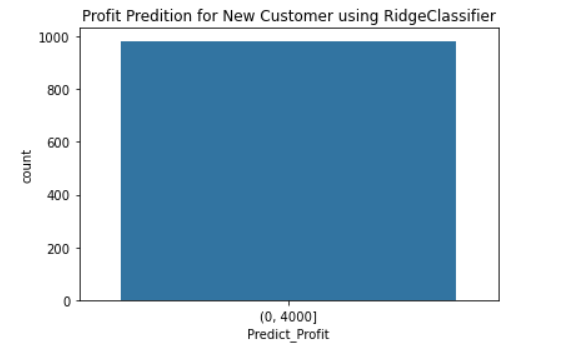 Profit Predition for New Customer using RidgeClassifier
1000
800
600
400
200
0
count
(0, 4000]
Predict_Profit